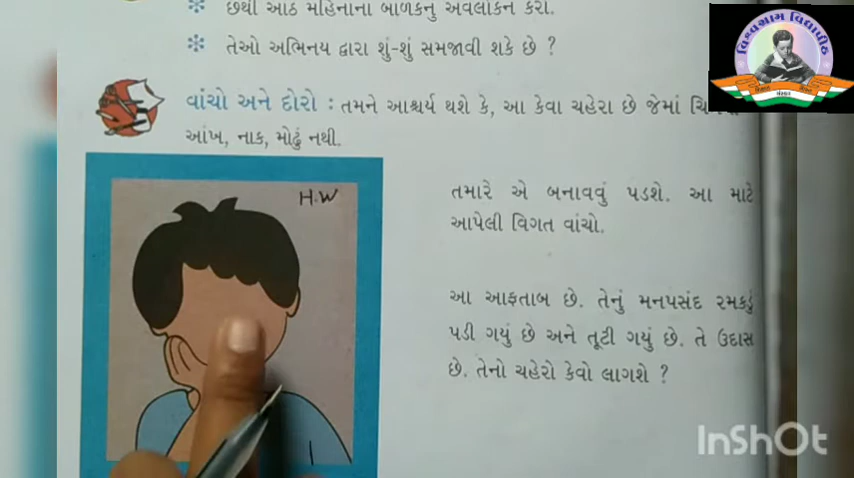 છથી આઠ મહિનાના બાળકનું અવલોકન કરો.
તેઓ અભિનય દ્વારા શું-શું સમજાવી શકે છે ?
વાંચો અને દોરો : તમને આશ્ચર્ય થશે કે, આ કેવા ચહેરા છે જેમાં
આંખ, નાક, મોઢું નથી.
H.W
તમારે એ બનાવવું પડશે. આ માટે
આપેલી વિગત વાંચો.
આ આફતાબ છે. તેનું મનપસંદ રમકડું
પડી ગયું છે અને તૂટી ગયું છે. તે ઉદાસ
છે. તેનો ચહેરો કેવો લાગશે ?
વિશ્વગ્રામ વિદ્યાપીઠ
InShOt